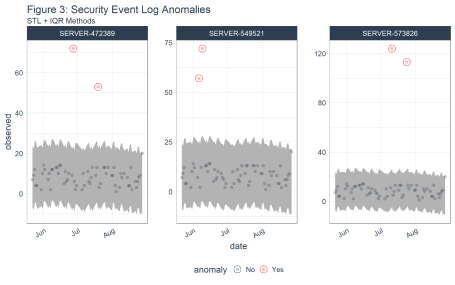 Figure 3: Security Event Log Anomalies
STL + IQR Methods
SERVER-472389
SERVER-549521
SERVER-573826
observed
60
40
20
0
75
50
25
0
120
80
40
0
Jun
Jul
Aug
Jun
Jul
Aug
Jun
Jul
Aug
date
anomaly No Yes